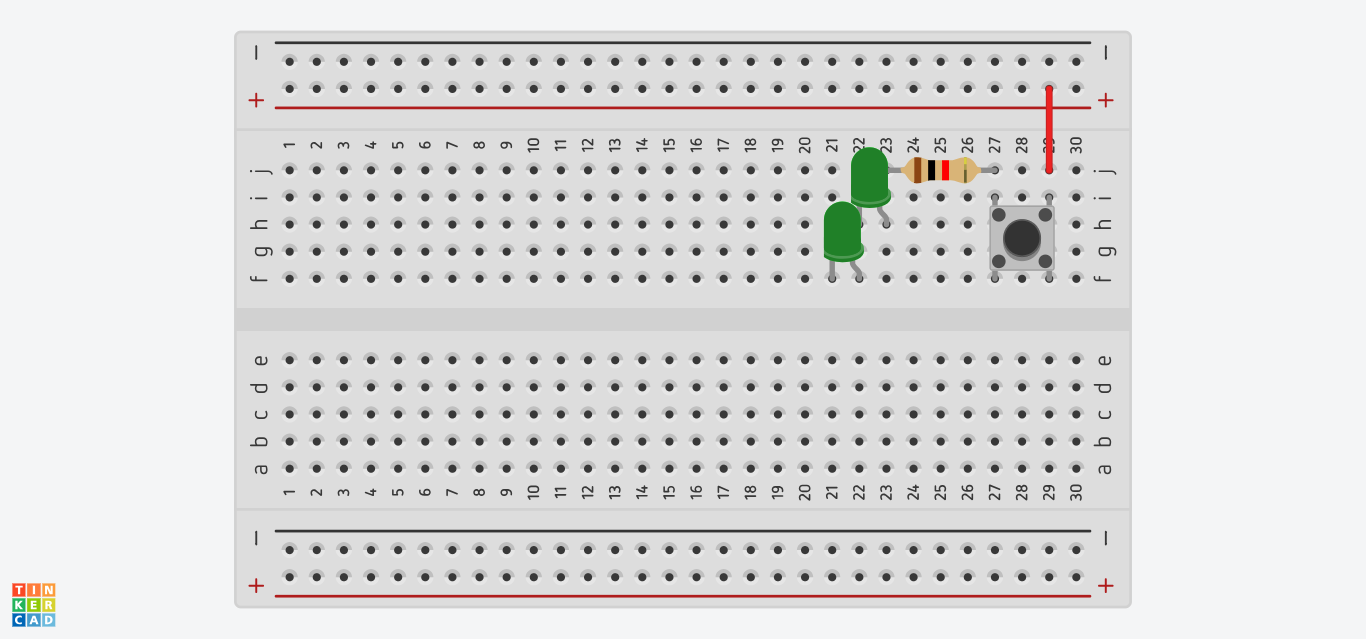 − −
+ +
1 2 3 4 5 6 7 8 9 10 11 12 13 14 15 16 17 18 19 20 21 22 23 24 25 26 27 28 29 30
j j
i i
h h
g g
f f
e e
d d
c c
b b
a a
1 2 3 4 5 6 7 8 9 10 11 12 13 14 15 16 17 18 19 20 21 22 23 24 25 26 27 28 29 30
− −
+ +
TIN
KER
CAD